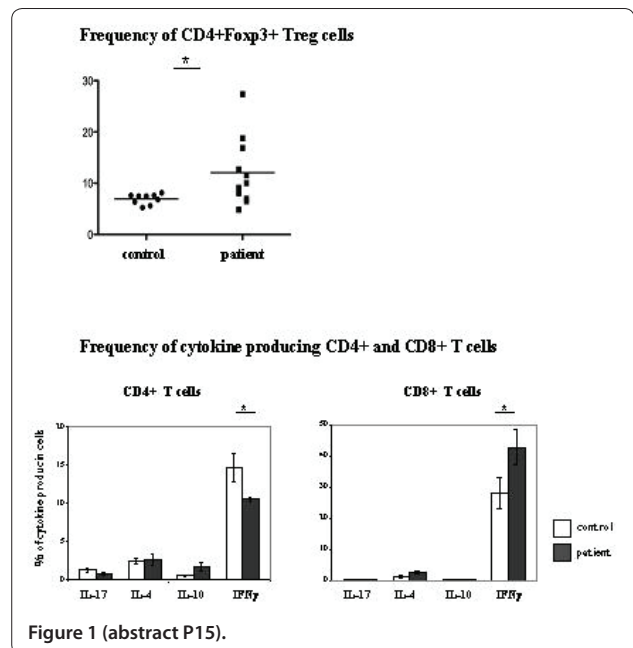 Frequency of CD4+Foxp3+ Treg cells
*
30
20
10
0
control patient
Frequency of cytokine producing CD4+ and CD8+ T cells
CD4+ T cells
*
% of cytokine producin cells
15
10
5
0
IL-17 IL-4 IL-10 IFNγ
CD8+ T cells
*
50
40
30
20
10
0
IL-17 IL-4 IL-10 IFNγ
control
patient
Figure 1 (abstract P15).